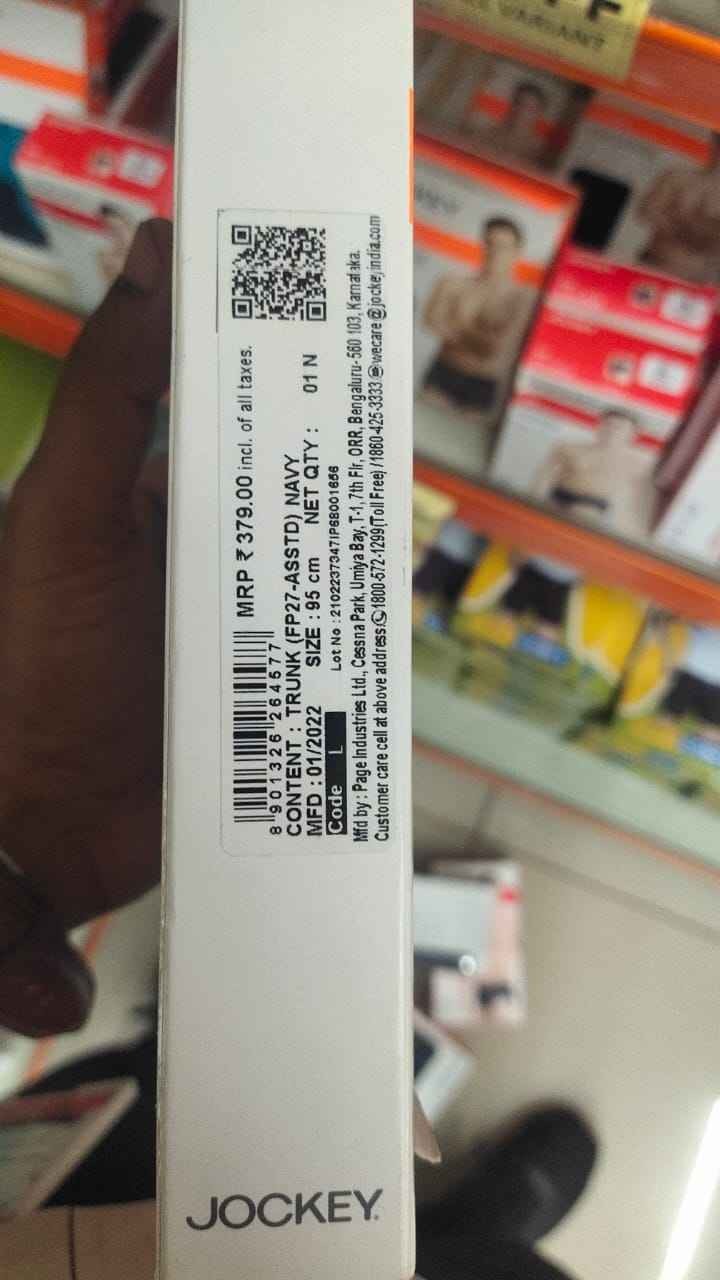 MRP ₹ 379.00 incl. of all taxes.
8 901326 264577
CONTENT : TRUNK (FP27-ASSTD) NAVY
MFD : 01/2022 SIZE : 95 cm NET QTY : 01 N
Code L Lot No : 210223734 7IP68001656
Mfd by : Page Industries Ltd., Cessna Park, Umiya Bay, T-1, 7th Flr, ORR, Bengaluru- 560 103, Karnataka.
Customer care cell at above address: 1800-572-1299(Toll Free) / 1860-425-3333 wecare@jockeyindia.com
JOCKEY
VARIANT